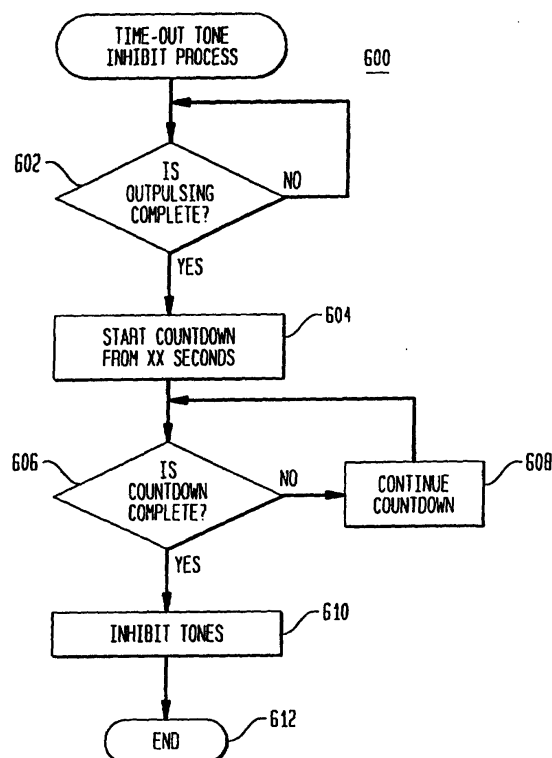 TIME-OUT TONE
INHIBIT PROCESS
600
602
IS
OUTPULSING
COMPLETE?
NO
YES
604
START COUNTDOWN
FROM XX SECONDS
606
IS
COUNTDOWN
COMPLETE?
NO
CONTINUE
COUNTDOWN
608
YES
INHIBIT TONES
610
END
612